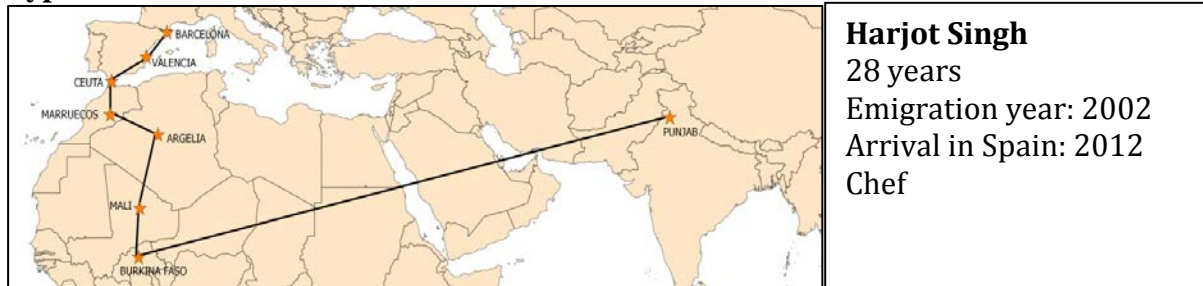 BARCELONA
VALENCIA
CEUTA
MARRUECOS
ARGELIA
PUNJAB
MALI
BURKINA FASO
Harjot Singh
28 years
Emigration year: 2002
Arrival in Spain: 2012
Chef